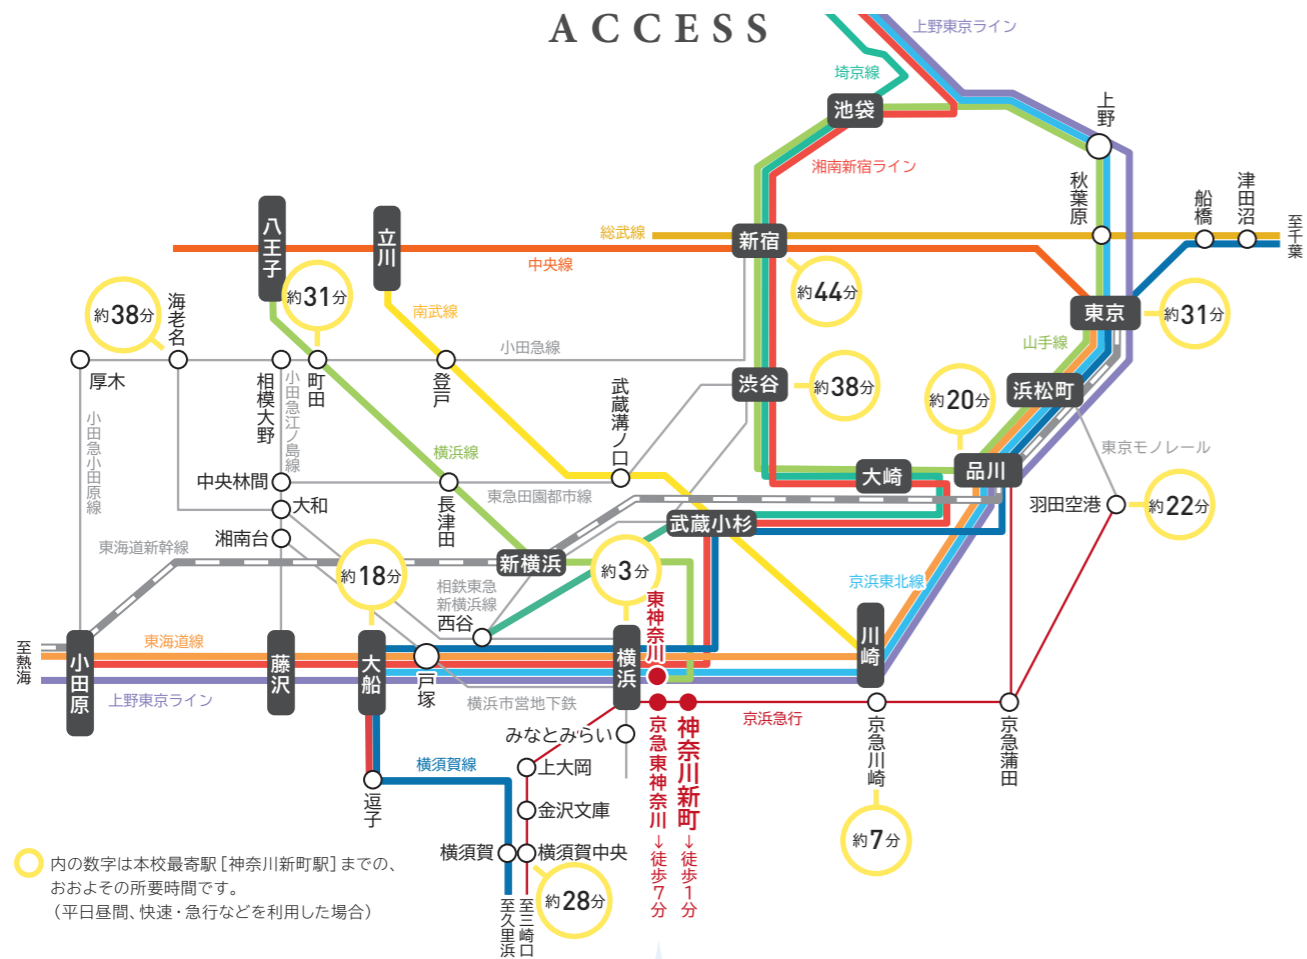 ACCESS
上野東京ライン
埼京線
池袋
上野
湘南新宿ライン
秋葉原
船橋
津田沼
至千葉
八王子
立川
総武線
新宿
中央線
約38分
海老名
約31分
南武線
約44分
東京
約31分
小田急線
山手線
厚木
相模大野
小田急江ノ島線
町田
登戸
武蔵溝ノ口
渋谷
約38分
約20分
浜松町
小田急小田原線
横浜線
東京モノレール
中央林間
長津田
東急田園都市線
大崎
品川
大和
羽田空港
約22分
湘南台
武蔵小杉
東海道新幹線
約18分
新横浜
約3分
相鉄東急
新横浜線
京浜東北線
西谷
東神奈川
至熱海
小田原
東海道線
藤沢
大船
戸塚
横浜
川崎
上野東京ライン
横浜市営地下鉄
京浜急行
みなとみらい
京急東神奈川
↓徒歩7分
神奈川新町
↓徒歩1分
京急川崎
京急蒲田
横須賀線
上大岡
逗子
金沢文庫
約7分
横須賀
横須賀中央
約28分
至久里浜
至三崎口
内の数字は本校最寄駅［神奈川新町駅］までの、
おおよその所要時間です。
（平日昼間、快速・急行などを利用した場合）